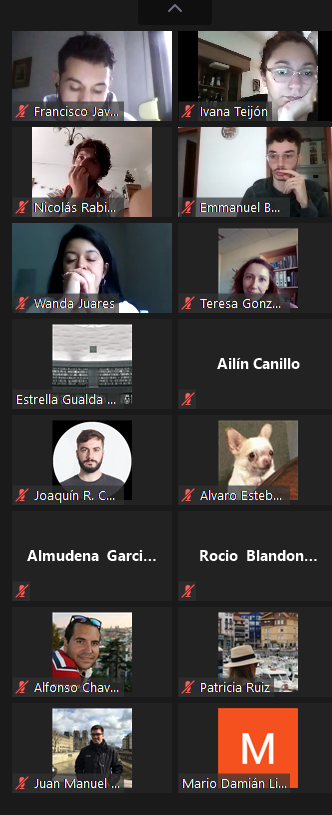 Francisco Jav...
Ivana Teijón
Nicolás Rabi...
Emmanuel B...
Wanda Juares
Teresa Gonz...
Estrella Gualda ...
Ailín Canillo
Joaquín R. C...
Alvaro Esteb...
Almudena Garci...
Rocio Blandon...
Alfonso Chav...
Patricia Ruiz
Juan Manuel ...
M
Mario Damián Li...